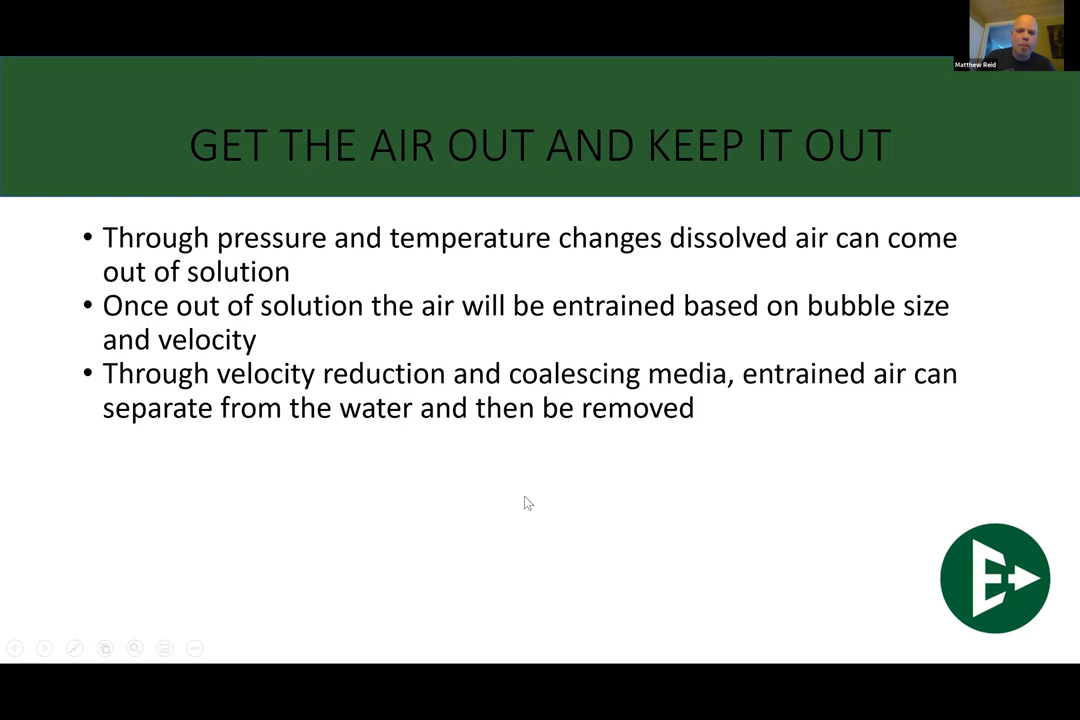 Matthew Reid
GET THE AIR OUT AND KEEP IT OUT
• Through pressure and temperature changes dissolved air can come
out of solution
• Once out of solution the air will be entrained based on bubble size
and velocity
• Through velocity reduction and coalescing media, entrained air can
separate from the water and then be removed
E